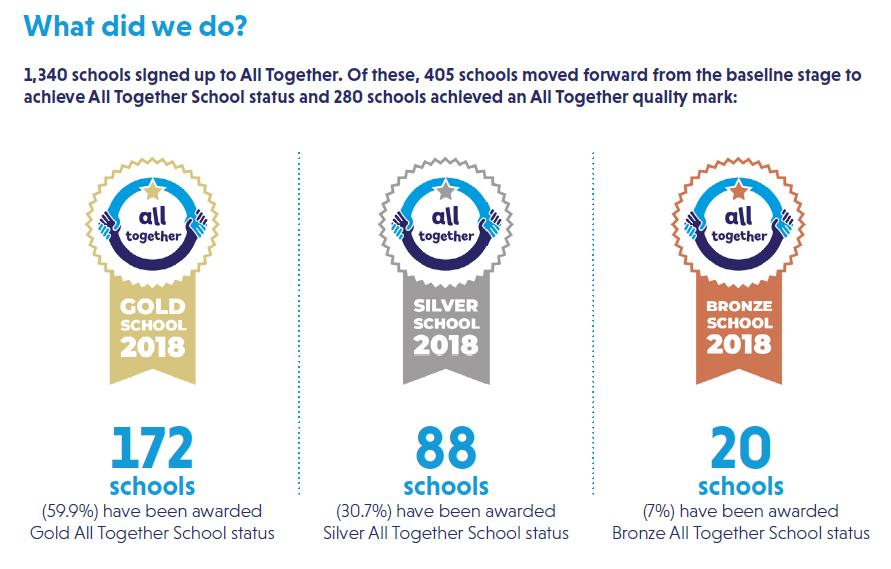 What did we do?
1,340 schools signed up to All Together. Of these, 405 schools moved forward from the baseline stage to
achieve All Together School status and 280 schools achieved an All Together quality mark:
all
together
GOLD
SCHOOL
2018
172
schools
(59.9%) have been awarded
Gold All Together School status
all
together
SILVER
SCHOOL
2018
88
schools
(30.7%) have been awarded
Silver All Together School status
all
together
BRONZE
SCHOOL
2018
20
schools
(7%) have been awarded
Bronze All Together School status